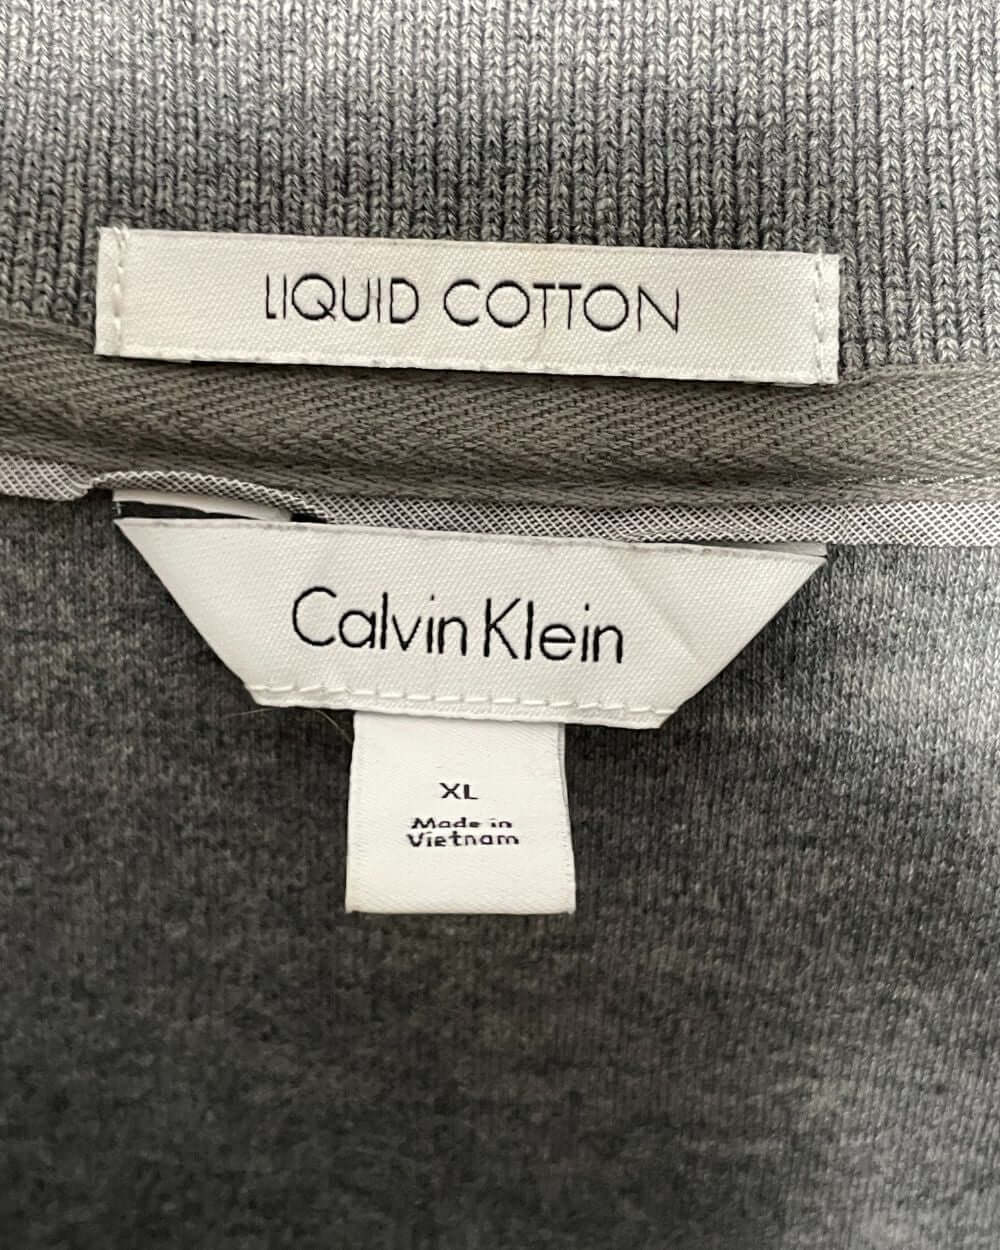 LIQUID COTTON
Calvin Klein
XL
Made in
Vietnam